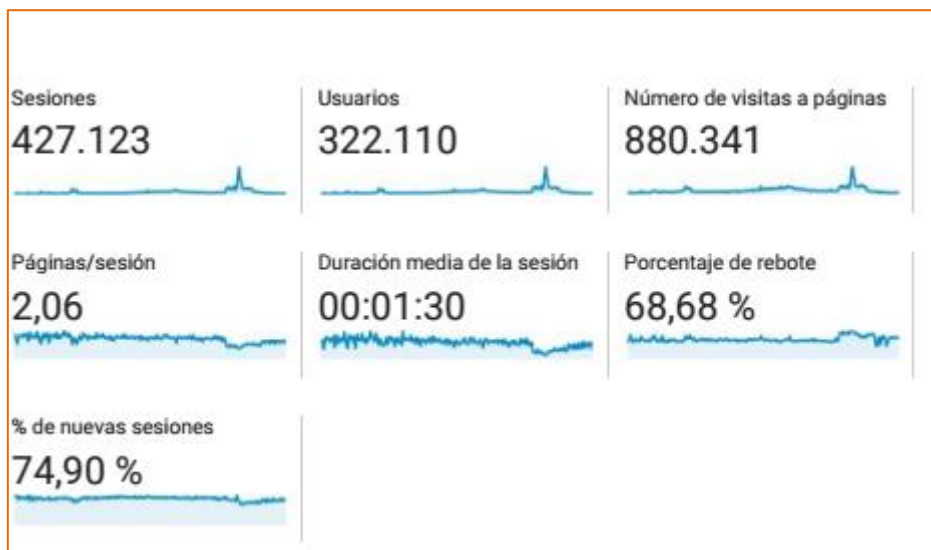 Sesiones
427.123
Usuarios
322.110
Número de visitas a páginas
880.341
Páginas/sesión
2,06
Duración media de la sesión
00:01:30
Porcentaje de rebote
68,68 %
% de nuevas sesiones
74,90 %